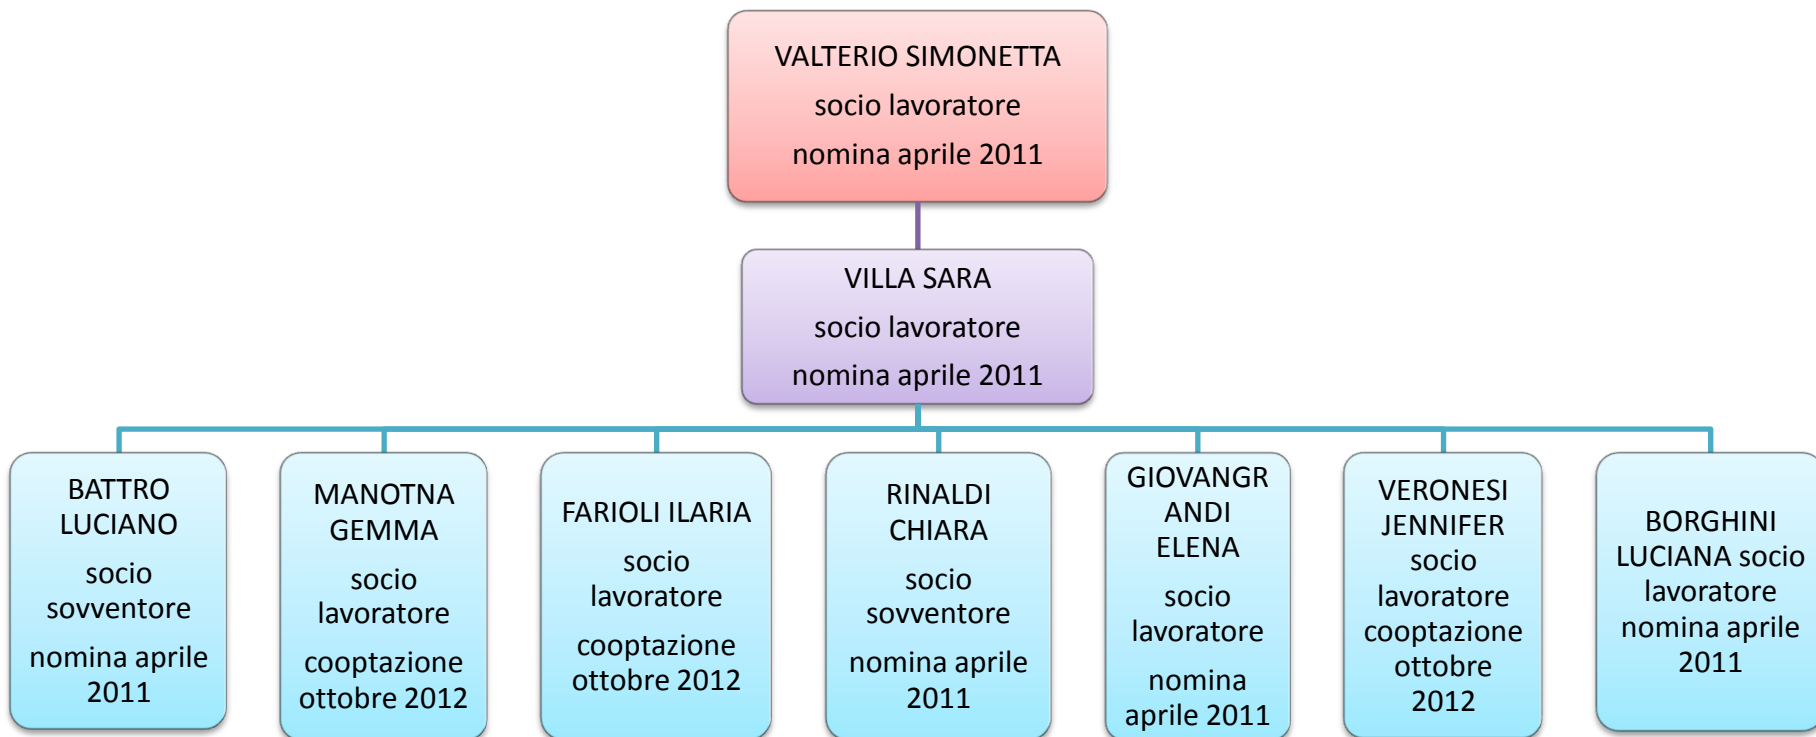 VALTERIO SIMONETTA
socio lavoratore
nomina aprile 2011
VILLA SARA
socio lavoratore
nomina aprile 2011
BATTRO
LUCIANO
socio
sovventore
nomina aprile
2011
MANOTNA
GEMMA
socio
lavoratore
cooptazione
ottobre 2012
FARIOLI ILARIA
socio
lavoratore
cooptazione
ottobre 2012
RINALDI
CHIARA
socio
sovventore
nomina aprile
2011
GIOVANGR
ANDI
ELENA
socio
lavoratore
nomina
aprile 2011
VERONESI
JENNIFER
socio
lavoratore
cooptazione
ottobre
2012
BORGHINI
LUCIANA socio
lavoratore
nomina aprile
2011